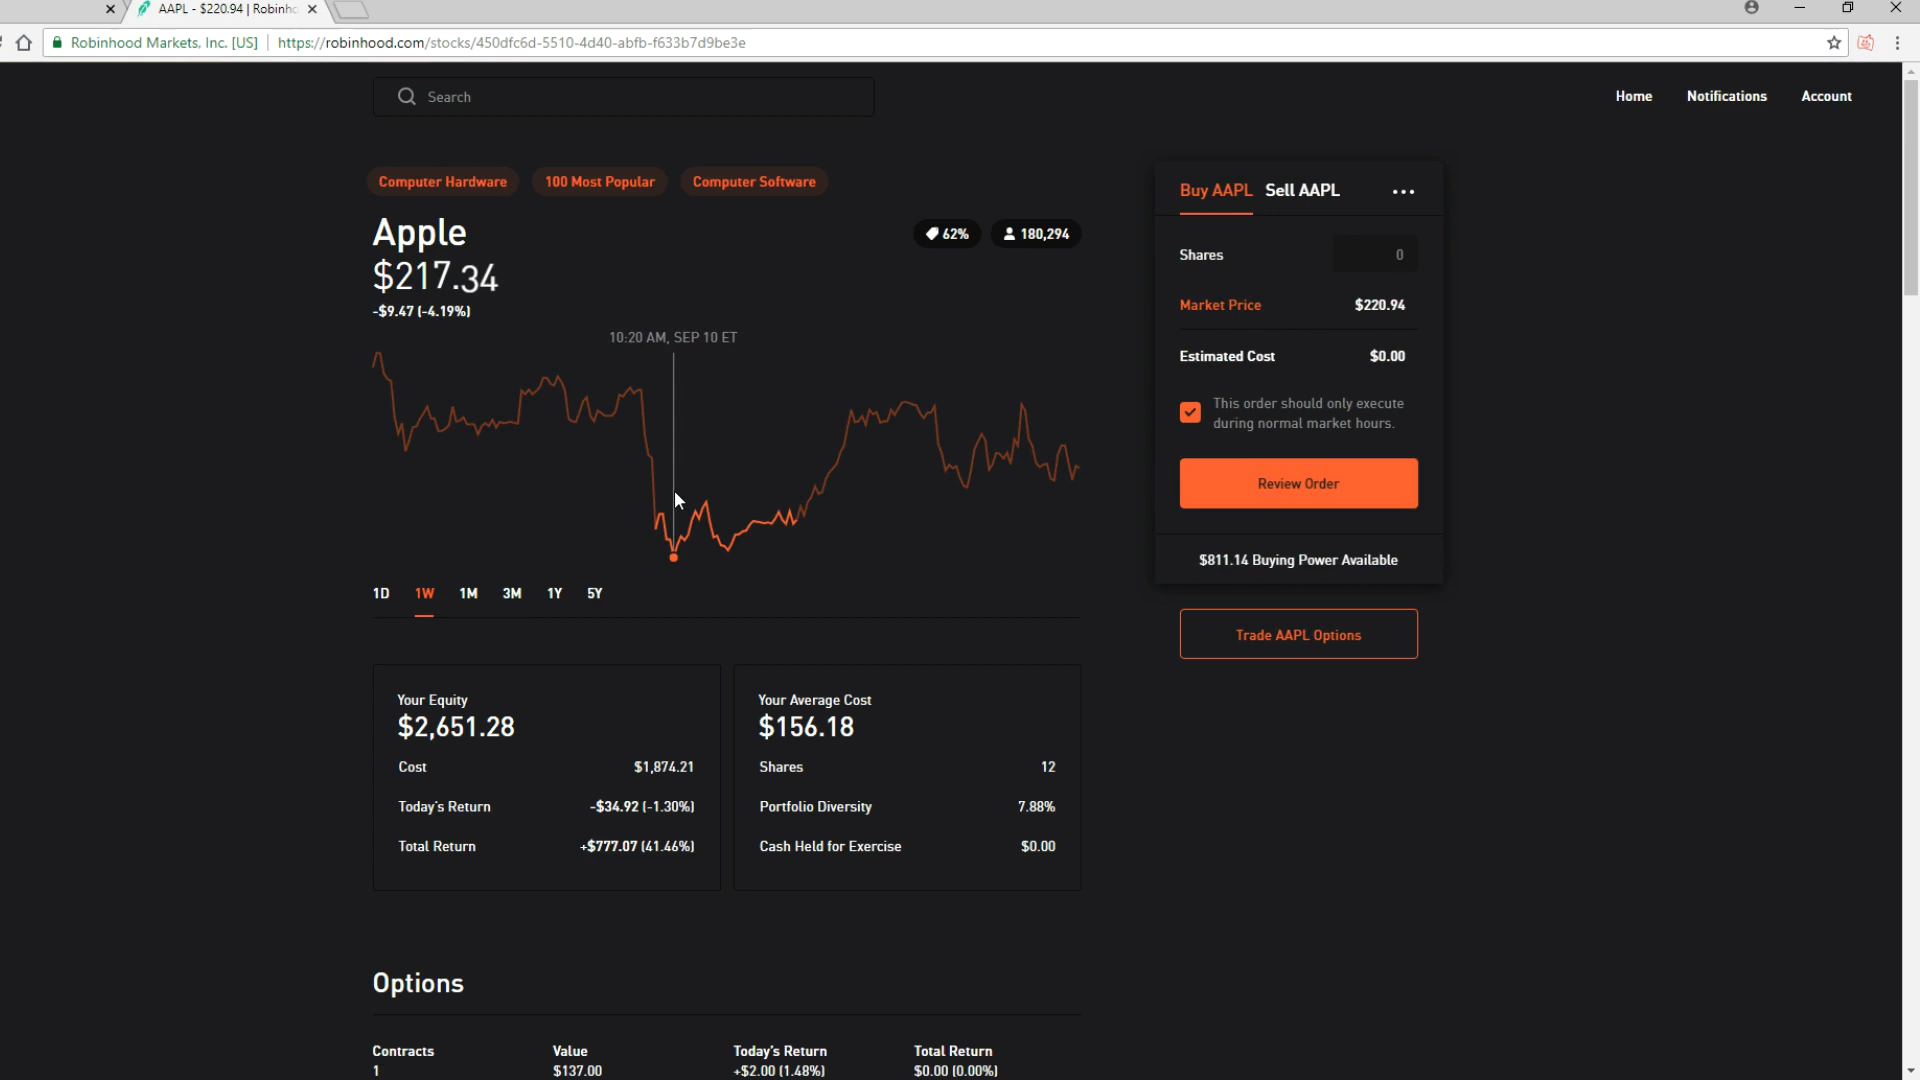 AAPL - $220.94 | Robinho
Robinhood Markets, Inc. [US] https://robinhood.com/stocks/450dfc6d-5510-4d40-abfb-f633b7d9be3e
Search
Home Notifications Account
Computer Hardware 100 Most Popular Computer Software
Apple
$217.34
-$9.47 (-4.19%)
62% 180,294
10:20 AM, SEP 10 ET
1D 1W 1M 3M 1Y 5Y
Buy AAPL Sell AAPL
Shares 0
Market Price $220.94
Estimated Cost $0.00
This order should only execute
during normal market hours.
Review Order
$811.14 Buying Power Available
Trade AAPL Options
Your Equity
$2,651.28
Cost $1,874.21
Today's Return -$34.92 (-1.30%)
Total Return +$777.07 (41.46%)
Your Average Cost
$156.18
Shares 12
Portfolio Diversity 7.88%
Cash Held for Exercise $0.00
Options
Contracts Value Today's Return Total Return
1 $137.00 +$2.00 (1.48%) $0.00 (0.00%)